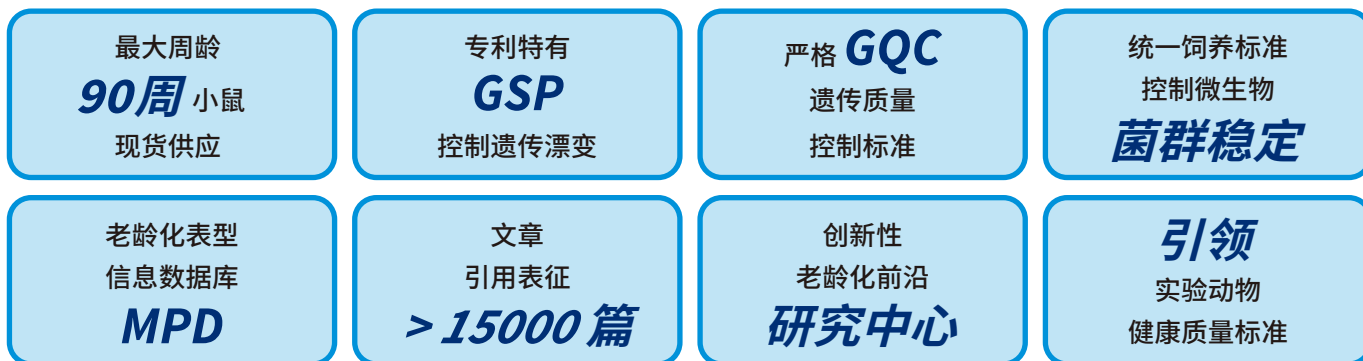 最大周龄
90周 小鼠
现货供应
专利特有
GSP
控制遗传漂变
严格 GQC
遗传质量
控制标准
统一饲养标准
控制微生物
菌群稳定
老龄化表型
信息数据库
MPD
文章
引用表征
> 15000 篇
创新性
老龄化前沿
研究中心
引领
实验动物
健康质量标准